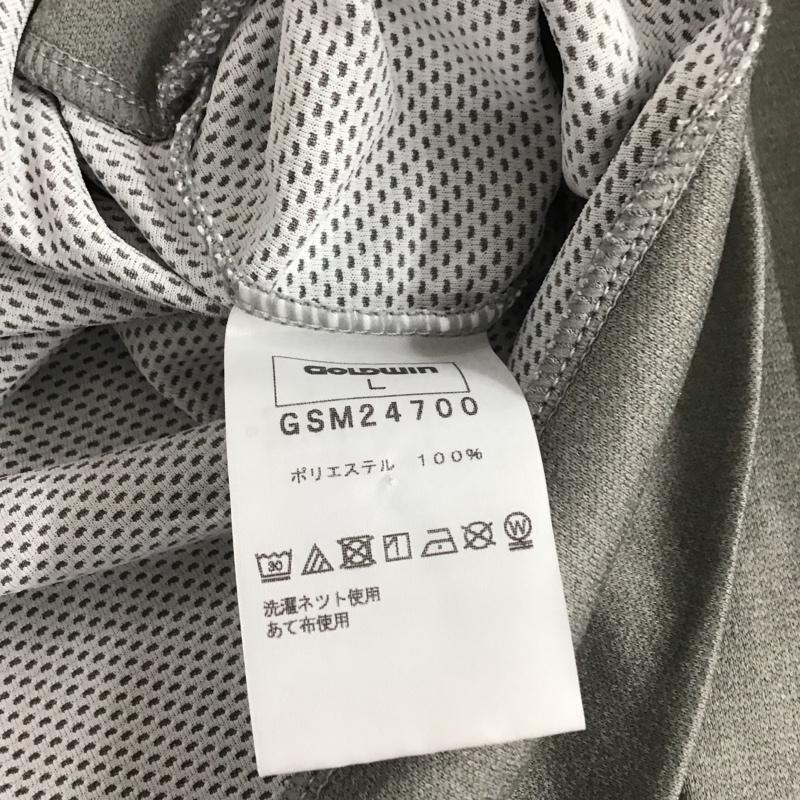 GOLDWIN
L
GSM24700
ポリエステル 100%
30
W
洗濯ネット使用
あて布使用